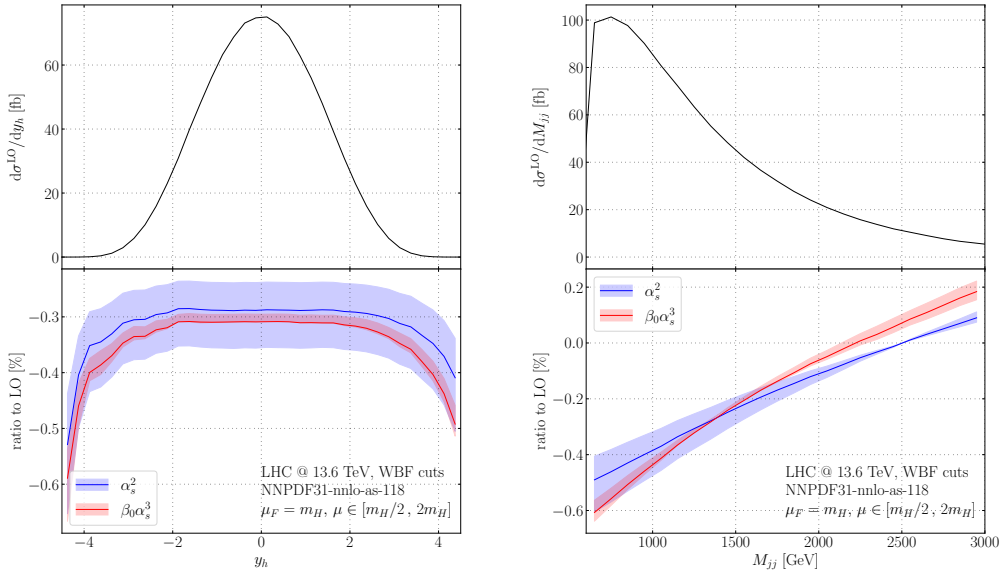 dσ^LO/dy_h [fb]
60
40
20
0
ratio to LO [%]
−0.3
−0.4
−0.5
−0.6
α_s^2
β_0α_s^3
LHC @ 13.6 TeV, WBF cuts
NNPDF31-nnlo-as-118
μ_F = m_H, μ ∈ [m_H/2, 2m_H]
−4 −2 0 2 4
y_h
dσ^LO/dM_jj [fb]
100
80
60
40
20
0
ratio to LO [%]
0.2
0.0
−0.2
−0.4
−0.6
α_s^2
β_0α_s^3
LHC @ 13.6 TeV, WBF cuts
NNPDF31-nnlo-as-118
μ_F = m_H, μ ∈ [m_H/2, 2m_H]
1000 1500 2000 2500 3000
M_jj [GeV]